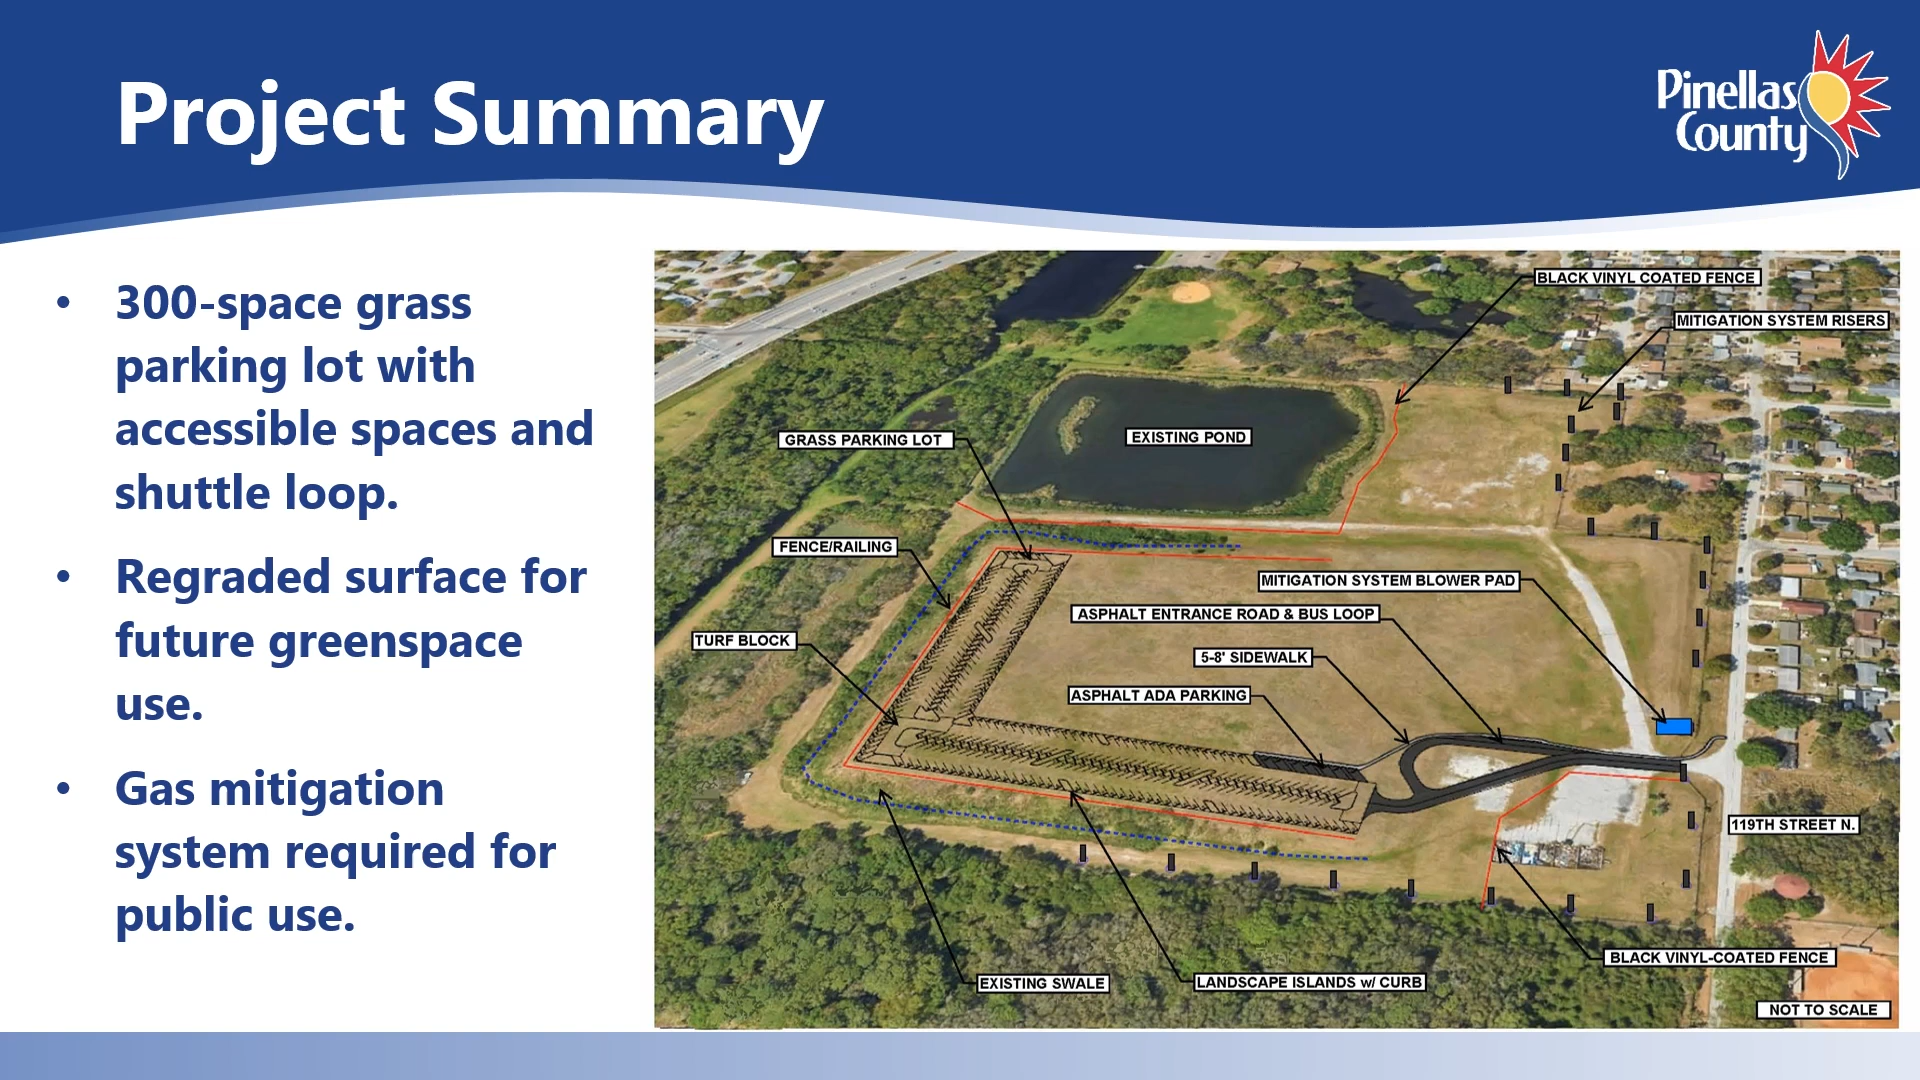 Project Summary
Pinellas
County
• 300-space grass
parking lot with
accessible spaces and
shuttle loop.
• Regraded surface for
future greenspace
use.
• Gas mitigation
system required for
public use.
BLACK VINYL COATED FENCE
MITIGATION SYSTEM RISERS
EXISTING POND
GRASS PARKING LOT
FENCE/RAILING
MITIGATION SYSTEM BLOWER PAD
ASPHALT ENTRANCE ROAD & BUS LOOP
TURF BLOCK
5-8' SIDEWALK
ASPHALT ADA PARKING
119TH STREET N.
BLACK VINYL-COATED FENCE
EXISTING SWALE
LANDSCAPE ISLANDS w/ CURB
NOT TO SCALE